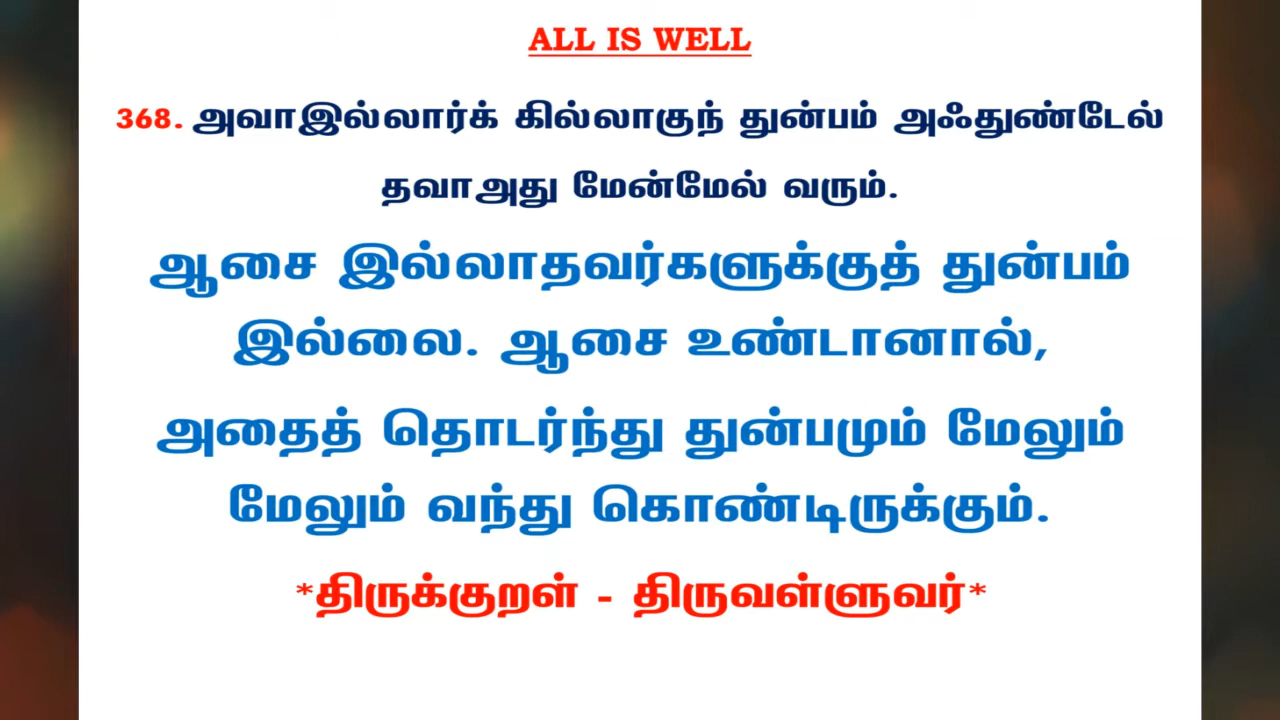 ALL IS WELL
368. அவாஇல்லார்க் கில்லாகுந் துன்பம் அஃதுண்டேல்
தவாஅது மேன்மேல் வரும்.
ஆசை இல்லாதவர்களுக்குத் துன்பம்
இல்லை. ஆசை உண்டானால்,
அதைத் தொடர்ந்து துன்பமும் மேலும்
மேலும் வந்து கொண்டிருக்கும்.
*திருக்குறள் - திருவள்ளுவர்*